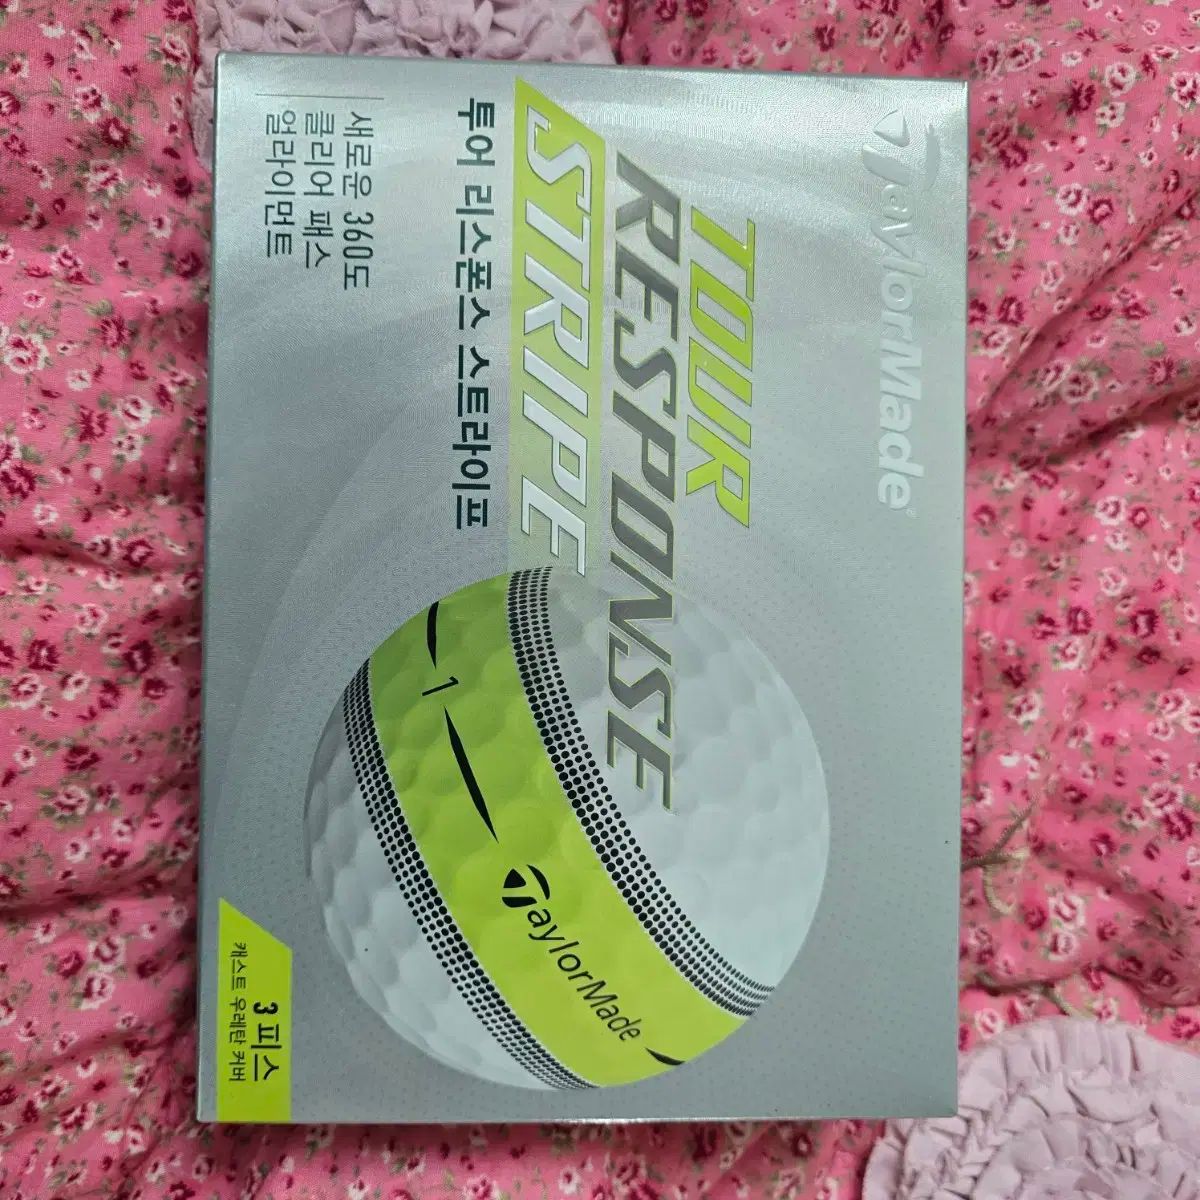 TaylorMade
TOUR
RESPONSE
STRIPE
투어 리스폰스 스트라이프
새로운 360도
클리어 패스
얼라이먼트
1
TaylorMade
3 피스
캐스트 우레탄 커버